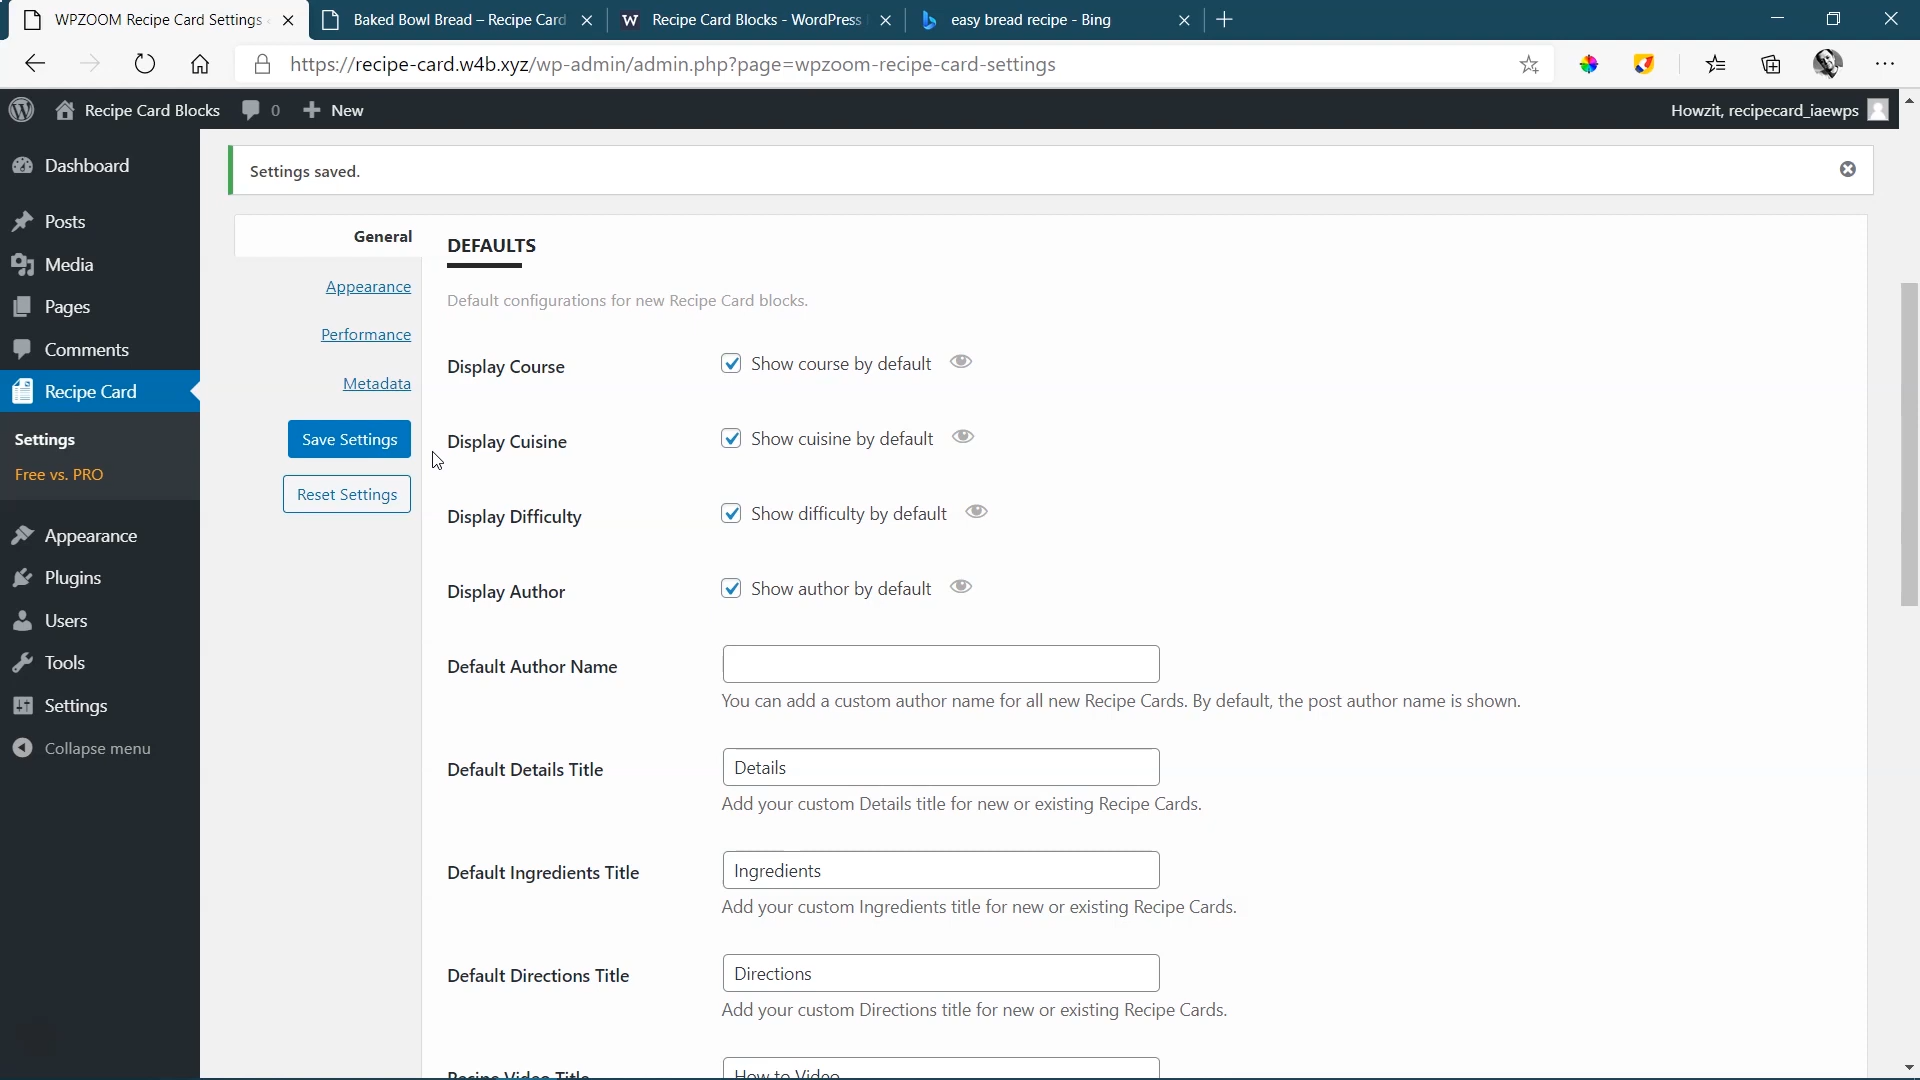 WPZOOM Recipe Card Settings
Baked Bowl Bread – Recipe Card
W Recipe Card Blocks - WordPress
easy bread recipe - Bing
https://recipe-card.w4b.xyz/wp-admin/admin.php?page=wpzoom-recipe-card-settings
Recipe Card Blocks
0
New
Howzit, recipecard_iaewps
Dashboard
Posts
Media
Pages
Comments
Recipe Card
Settings
Free vs. PRO
Appearance
Plugins
Users
Tools
Settings
Collapse menu
Settings saved.
General
Appearance
Performance
Metadata
Save Settings
Reset Settings
DEFAULTS
Default configurations for new Recipe Card blocks.
Display Course
Show course by default
Display Cuisine
Show cuisine by default
Display Difficulty
Show difficulty by default
Display Author
Show author by default
Default Author Name
You can add a custom author name for all new Recipe Cards. By default, the post author name is shown.
Default Details Title
Details
Add your custom Details title for new or existing Recipe Cards.
Default Ingredients Title
Ingredients
Add your custom Ingredients title for new or existing Recipe Cards.
Default Directions Title
Directions
Add your custom Directions title for new or existing Recipe Cards.
Recipe Video Title
How to Video